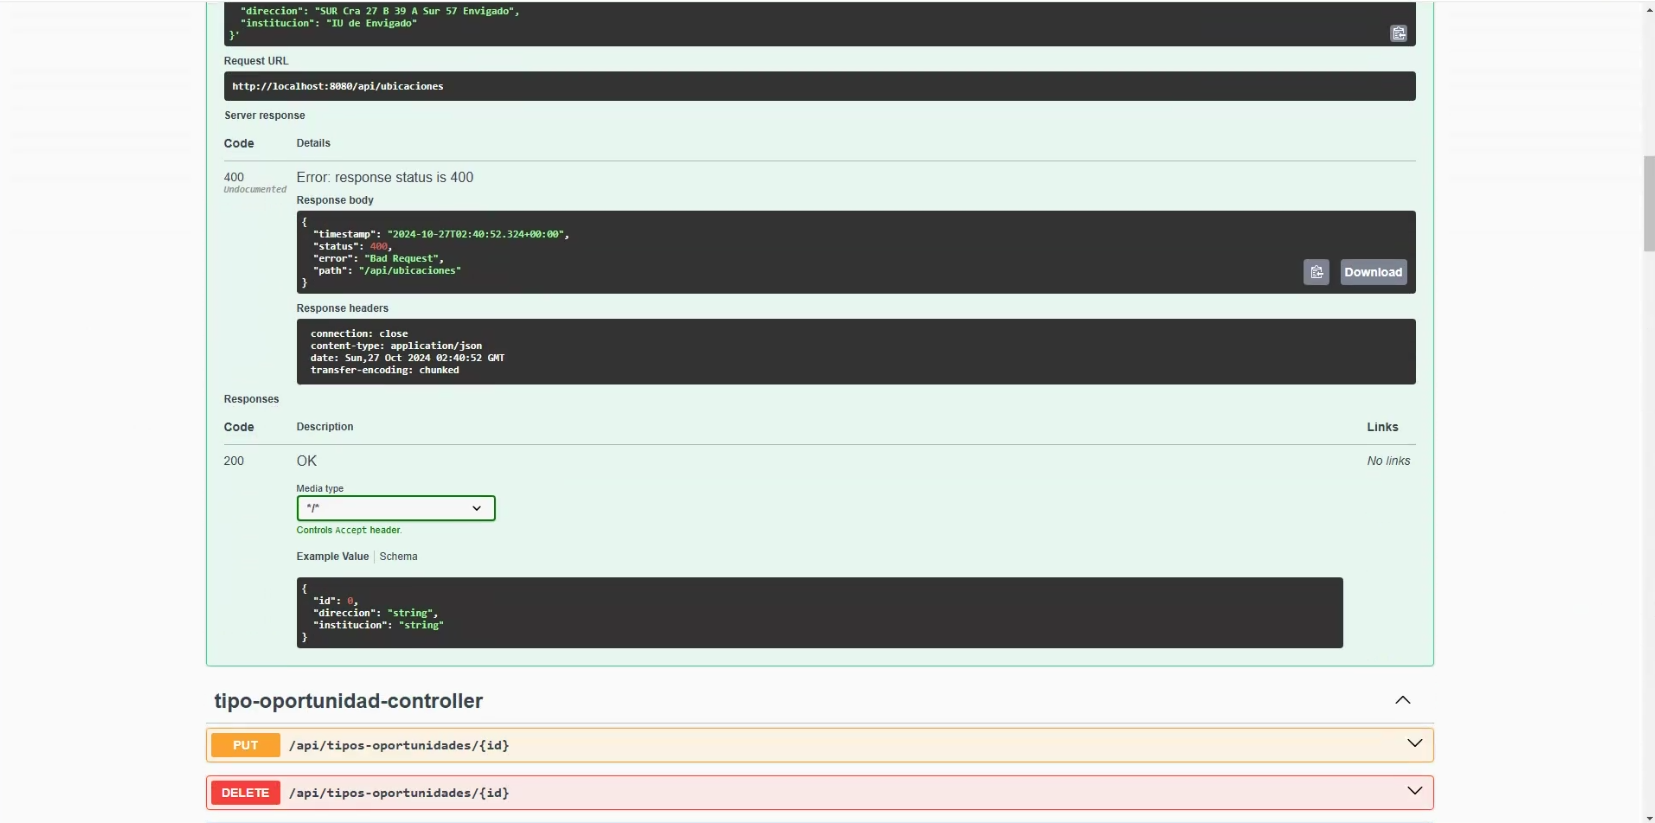 "direccion": "SUR Cra 27 B 39 A Sur 57 Envigado",
"institucion": "IU de Envigado"
}'
Request URL
http://localhost:8080/api/ubicaciones
Server response
Code Details
400 Error: response status is 400
Undocumented
Response body
{
"timestamp": "2024-10-27T02:40:52.324+00:00",
"status": 400,
"error": "Bad Request",
"path": "/api/ubicaciones"
}
Download
Response headers
connection: close
content-type: application/json
date: Sun,27 Oct 2024 02:40:52 GMT
transfer-encoding: chunked
Responses
Code Description Links
200 OK No links
Media type
*/*
Controls Accept header.
Example Value Schema
{
"id": 0,
"direccion": "string",
"institucion": "string"
}
tipo-oportunidad-controller
PUT /api/tipos-oportunidades/{id}
DELETE /api/tipos-oportunidades/{id}